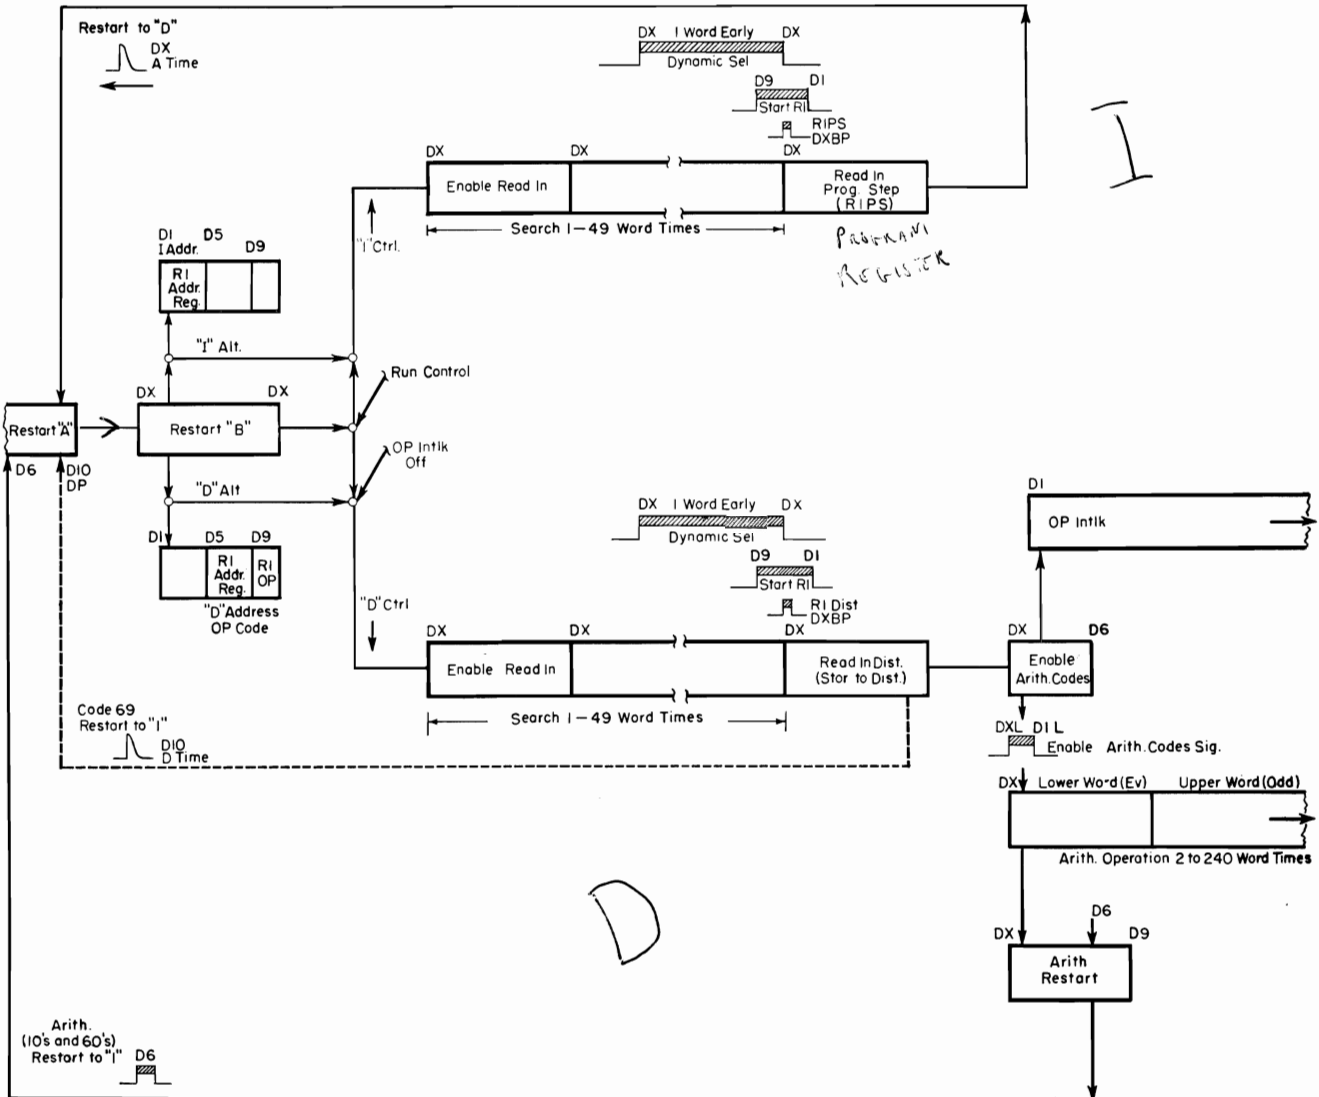 Restart to "D"
DX
A Time
DX 1 Word Early DX
Dynamic Sel
D9 D1
Start RI
RIPS
DXBP
DX DX DX
Enable Read In
Read In
Prog. Step
(RIPS)
Search 1-49 Word Times
"I" Ctrl.
PROGRAM
REGISTER
I
D1 D5 D9
I Addr.
RI
Addr.
Reg.
"I" Alt.
Run Control
DX DX
Restart "A"
Restart "B"
D6 D10
DP
OP Intlk
Off
"D" Alt
D1 D5 D9
RI
Addr.
Reg.
RI
OP
"D" Address
OP Code
"D" Ctrl
DX 1 Word Early DX
Dynamic Sel
D9 D1
Start RI
RI Dist
DXBP
DX DX DX
Enable Read In
Read In Dist.
(Stor to Dist.)
Search 1-49 Word Times
D1
OP Intlk
DX D6
Enable
Arith. Codes
Code 69
Restart to "I"
D10
D Time
DXL D1L
Enable Arith. Codes Sig.
DX Lower Word (Ev) Upper Word (Odd)
Arith. Operation 2 to 240 Word Times
D
D6
DX D9
Arith
Restart
Arith.
(10's and 60's)
Restart to "I" D6